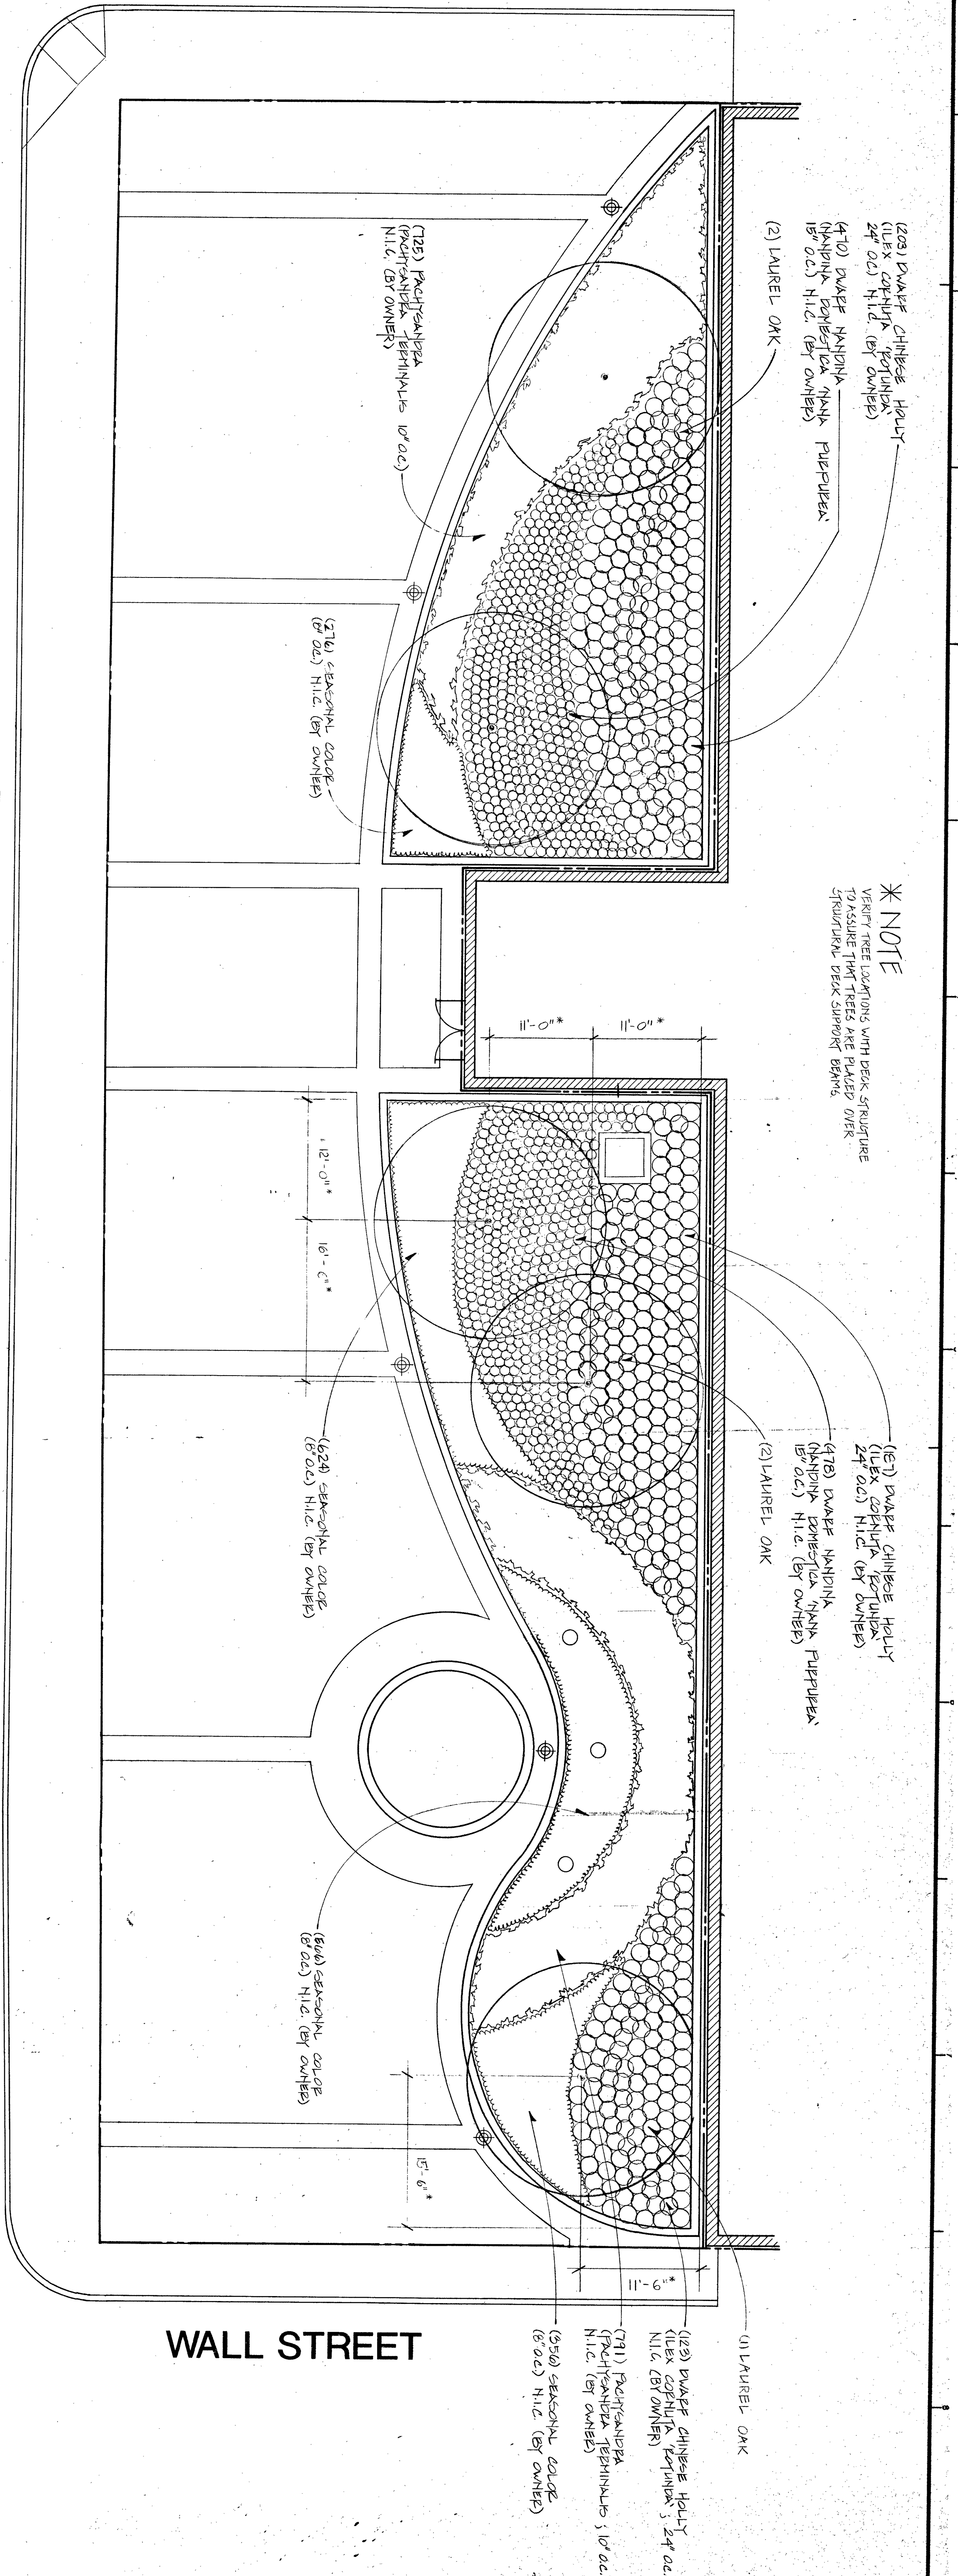 (203) DWARF CHINESE HOLLY
(ILEX CORNUTA 'ROTUNDA'
24" O.C.) N.I.C. (BY OWNER)
(470) DWARF NANDINA
(NANDINA DOMESTICA 'NANA PURPUREA'
15" O.C.) N.I.C. (BY OWNER)
(2) LAUREL OAK
(725) PACHYSANDRA
(PACHYSANDRA TERMINALIS 10" O.C.)
N.I.C. (BY OWNER)
(276) SEASONAL COLOR
(8" O.C.) N.I.C. (BY OWNER)
* NOTE
VERIFY TREE LOCATIONS WITH DECK STRUCTURE
TO ASSURE THAT TREES ARE PLACED OVER
STRUCTURAL DECK SUPPORT BEAMS.
11'-0"*
11'-0"*
12'-0"*
16'-0"*
(187) DWARF CHINESE HOLLY
(ILEX CORNUTA 'ROTUNDA'
24" O.C.) N.I.C. (BY OWNER)
(478) DWARF NANDINA
(NANDINA DOMESTICA 'NANA PURPUREA'
15" O.C.) N.I.C. (BY OWNER)
(2) LAUREL OAK
(624) SEASONAL COLOR
(8" O.C.) N.I.C. (BY OWNER)
(866) SEASONAL COLOR
(8" O.C.) N.I.C. (BY OWNER)
15'-6"*
11'-9"*
(1) LAUREL OAK
(123) DWARF CHINESE HOLLY
(ILEX CORNUTA 'ROTUNDA'; 24" O.C.
N.I.C. (BY OWNER)
(791) PACHYSANDRA
(PACHYSANDRA TERMINALIS; 10" O.C.
N.I.C. (BY OWNER)
(356) SEASONAL COLOR
(8" O.C.) N.I.C. (BY OWNER)
WALL STREET